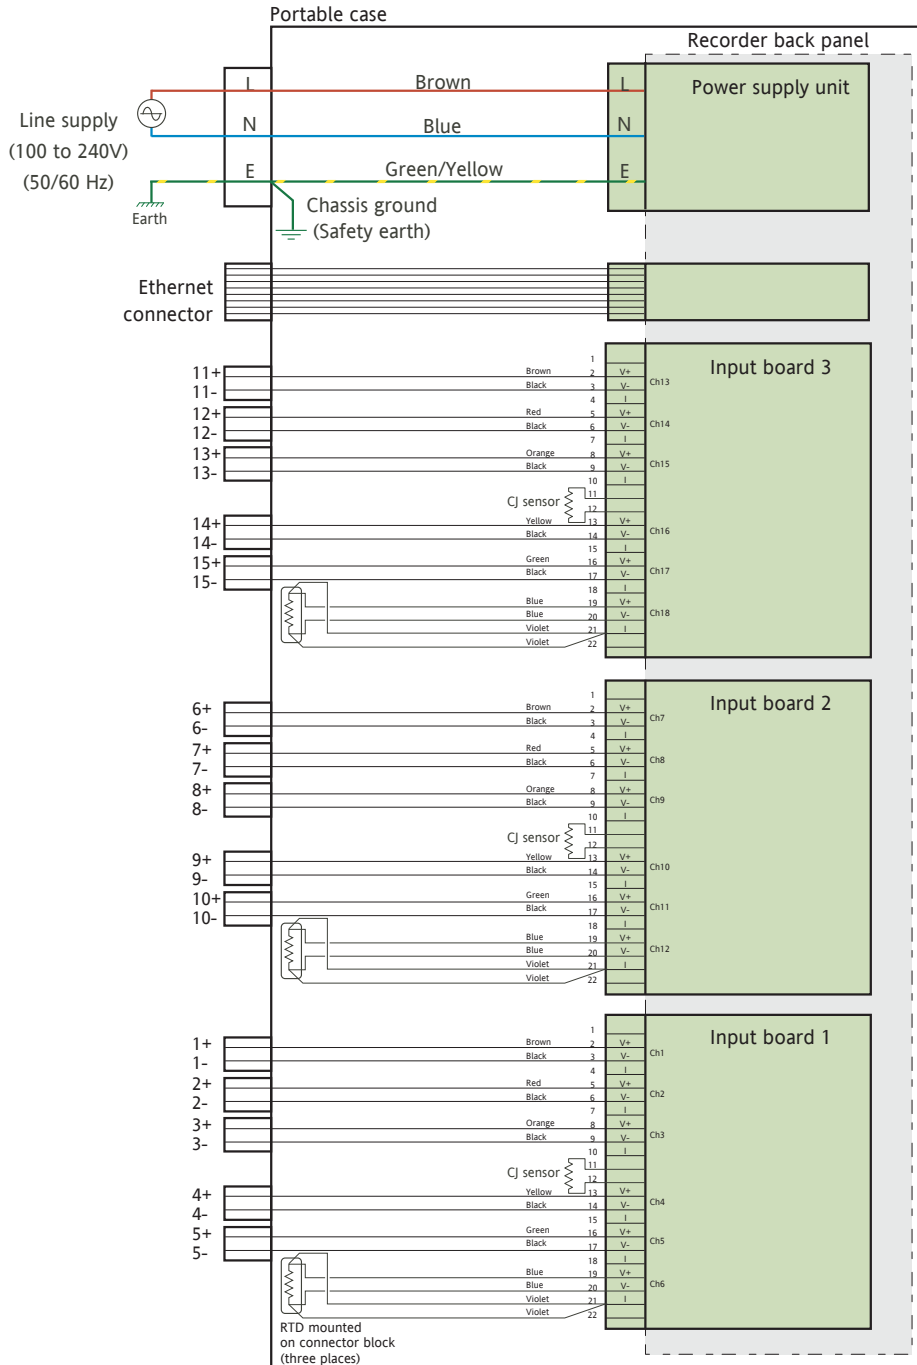 Portable case
Recorder back panel
L Brown L Power supply unit
Line supply
(100 to 240V)
(50/60 Hz)
N Blue N
E Green/Yellow E
Earth
Chassis ground
(Safety earth)
Ethernet
connector
Input board 3
1
11+ Brown 2 V+ Ch13
11- Black 3 V-
4 I
12+ Red 5 V+ Ch14
12- Black 6 V-
7 I
13+ Orange 8 V+ Ch15
13- Black 9 V-
10 I
CJ sensor 11
12
14+ Yellow 13 V+ Ch16
14- Black 14 V-
15 I
15+ Green 16 V+ Ch17
15- Black 17 V-
18 I
Blue 19 V+ Ch18
Blue 20 V-
Violet 21 I
Violet 22
Input board 2
1
6+ Brown 2 V+ Ch7
6- Black 3 V-
4 I
7+ Red 5 V+ Ch8
7- Black 6 V-
7 I
8+ Orange 8 V+ Ch9
8- Black 9 V-
10 I
CJ sensor 11
12
9+ Yellow 13 V+ Ch10
9- Black 14 V-
15 I
10+ Green 16 V+ Ch11
10- Black 17 V-
18 I
Blue 19 V+ Ch12
Blue 20 V-
Violet 21 I
Violet 22
Input board 1
1
1+ Brown 2 V+ Ch1
1- Black 3 V-
4 I
2+ Red 5 V+ Ch2
2- Black 6 V-
7 I
3+ Orange 8 V+ Ch3
3- Black 9 V-
10 I
CJ sensor 11
12
4+ Yellow 13 V+ Ch4
4- Black 14 V-
15 I
5+ Green 16 V+ Ch5
5- Black 17 V-
18 I
Blue 19 V+ Ch6
Blue 20 V-
Violet 21 I
Violet 22
RTD mounted
on connector block
(three places)